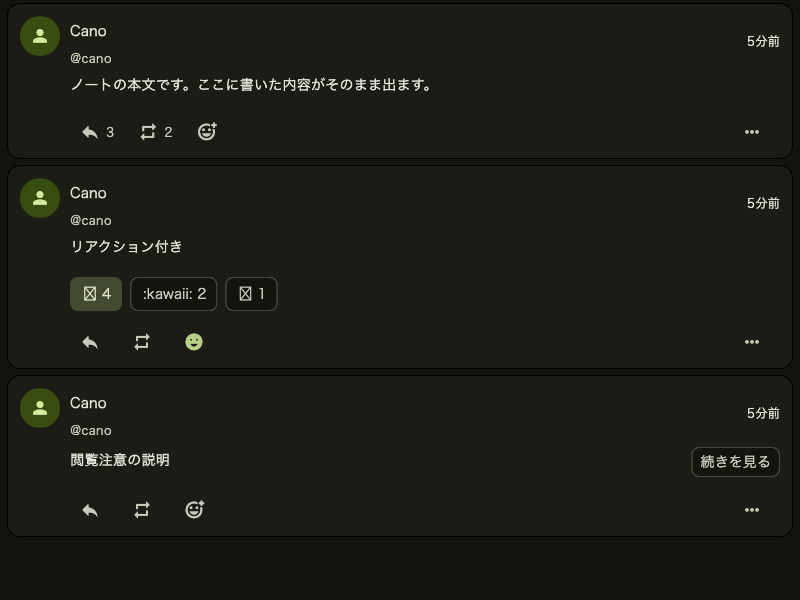 Cano
5分前
@cano
ノートの本文です。ここに書いた内容がそのまま出ます。
3 2
Cano
5分前
@cano
リアクション付き
4 :kawaii: 2 1
Cano
5分前
@cano
閲覧注意の説明
続きを見る